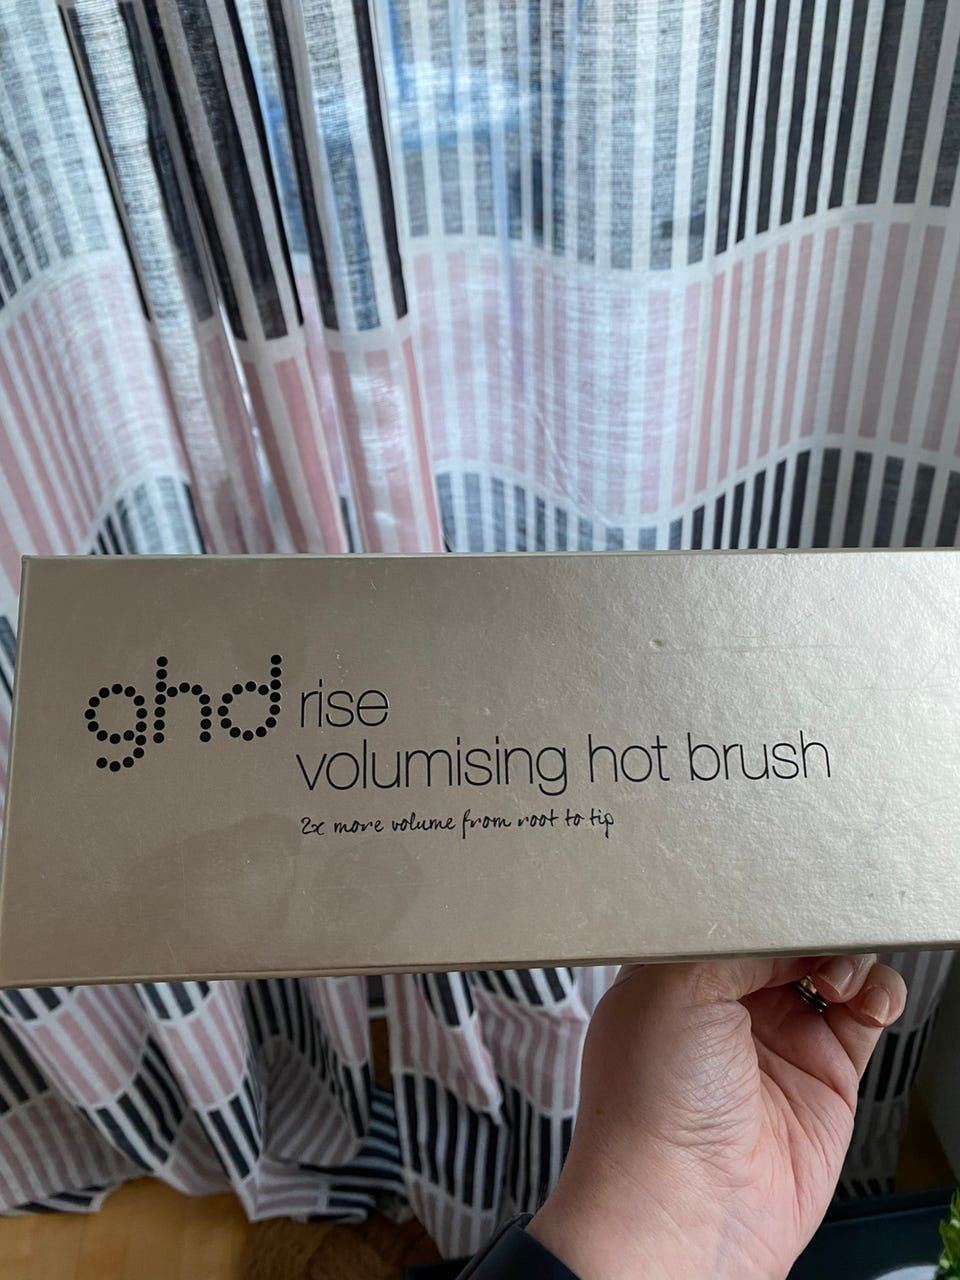 ghd rise
volumising hot brush
2x more volume from root to tip